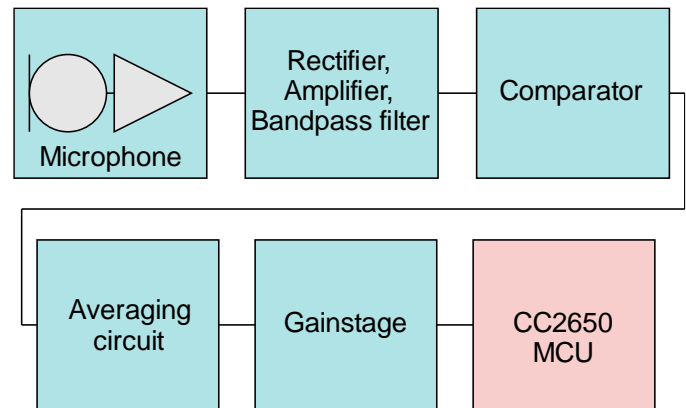 Microphone
Rectifier,
Amplifier,
Bandpass filter
Comparator
Averaging
circuit
Gainstage
CC2650
MCU